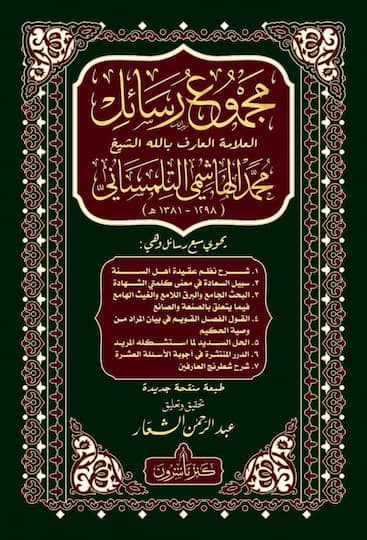 مجموع رسائل
العلامة العارف بالله الشيخ
محمد الهاشمي التلمساني
(١٢٩٨ - ١٣٨١ هـ)
يحوي سبع رسائل وهي:
١. شرح نظم عقيدة أهل السنة
٢. سبيل السعادة في معنى كلمتي الشهادة
٣. البحث الجامع والبرق اللامع والغيث الهامع
فيما يتعلق بالصنعة والصانع
٤. القول الفصل القويم في بيان المراد من
وصية الحكيم
٥. الحل السديد لما استشكله المريد
٦. الدرر المنتثرة في أجوبة الأسئلة العشرة
٧. شرح شطرنج العارفين
طبعة منقحة جديدة
تحقيق وتعليق
عبد الرحمن الشعار
كتاب ناشرون